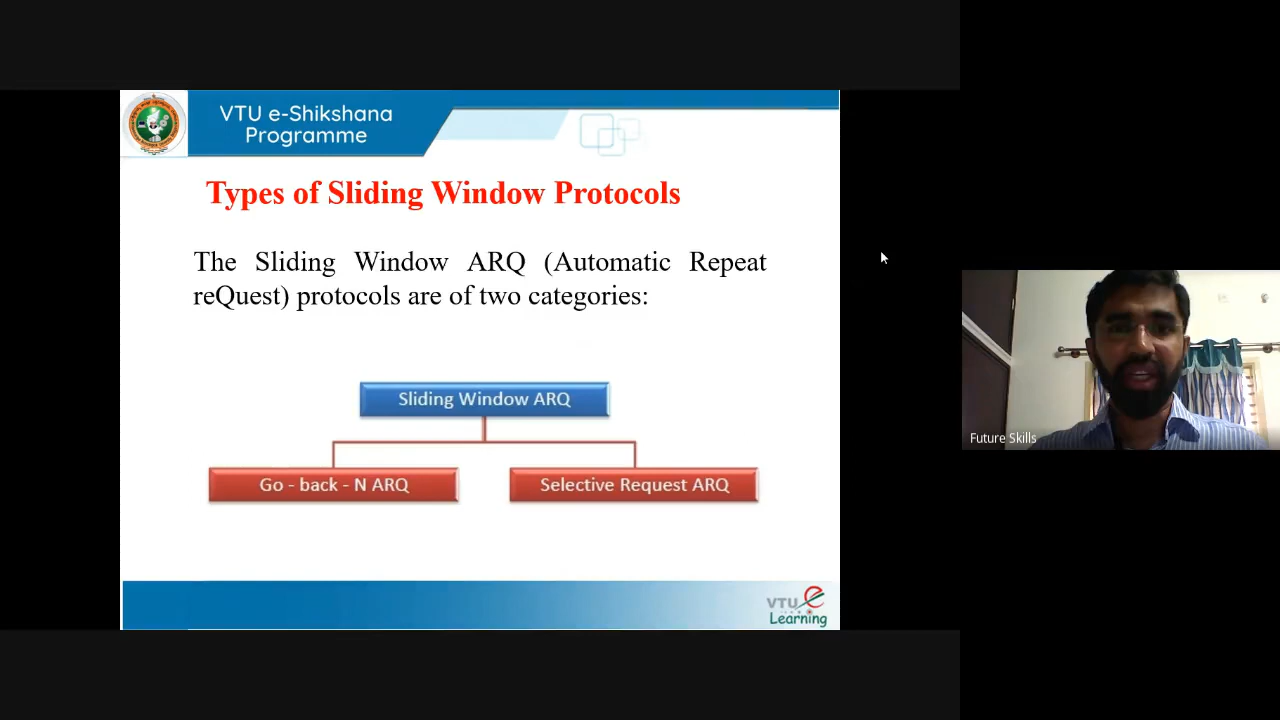 VTU e-Shikshana
Programme
Types of Sliding Window Protocols
The Sliding Window ARQ (Automatic Repeat
reQuest) protocols are of two categories:
Sliding Window ARQ
Go - back - N ARQ
Selective Request ARQ
Future Skills
VTU e
Learning